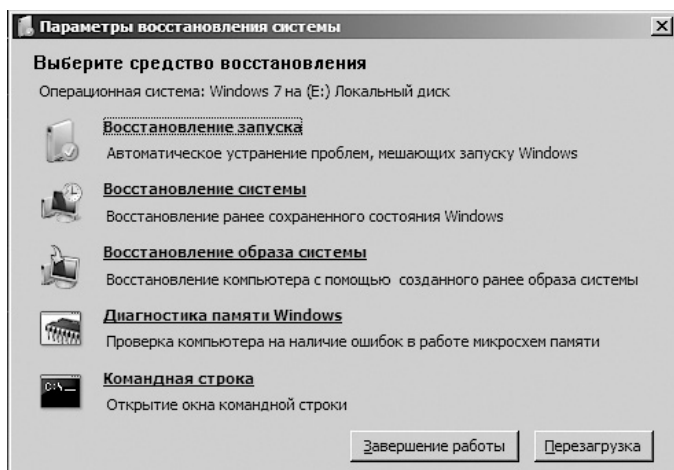 Параметры восстановления системы
Выберите средство восстановления
Операционная система: Windows 7 на (E:) Локальный диск
Восстановление запуска
Автоматическое устранение проблем, мешающих запуску Windows
Восстановление системы
Восстановление ранее сохраненного состояния Windows
Восстановление образа системы
Восстановление компьютера с помощью созданного ранее образа системы
Диагностика памяти Windows
Проверка компьютера на наличие ошибок в работе микросхем памяти
C:\_
Командная строка
Открытие окна командной строки
Завершение работы
Перезагрузка